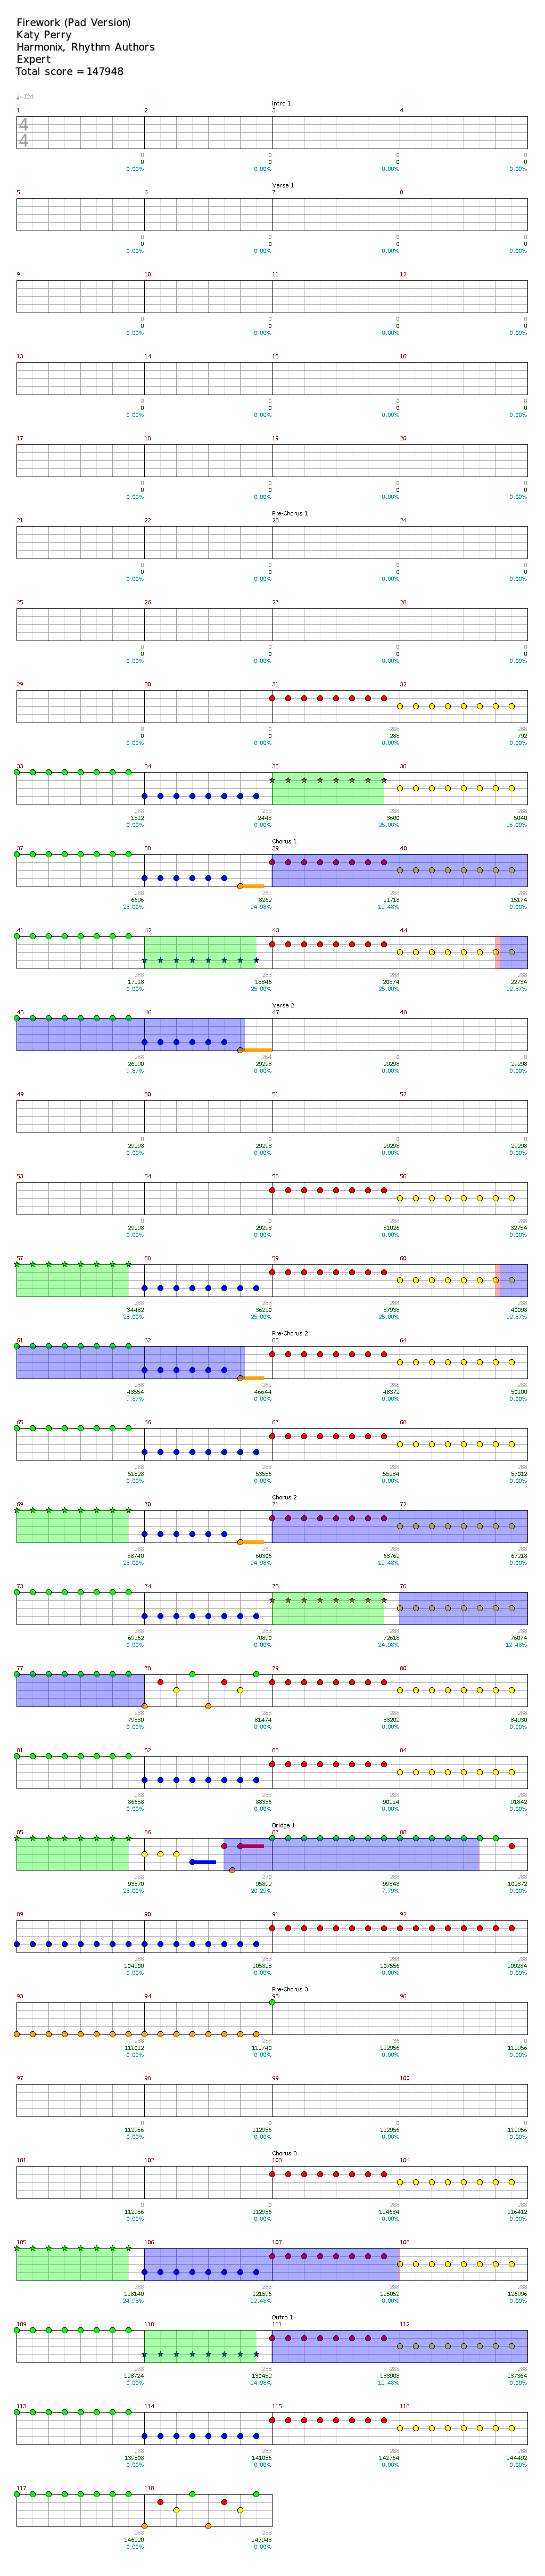 Firework (Pad Version)
Katy Perry
Harmonix, Rhythm Authors
Expert
Total score = 147948
♩=124
intro 1
1 2 3 4
4
4
0 0 0 0
0 0 0 0
0.00% 0.00% 0.00% 0.00%
Verse 1
5 6 7 8
0 0 0 0
0 0 0 0
0.00% 0.00% 0.00% 0.00%
9 10 11 12
0 0 0 0
0 0 0 0
0.00% 0.00% 0.00% 0.00%
13 14 15 16
0 0 0 0
0 0 0 0
0.00% 0.00% 0.00% 0.00%
17 18 19 20
0 0 0 0
0 0 0 0
0.00% 0.00% 0.00% 0.00%
Pre-Chorus 1
21 22 23 24
0 0 0 0
0 0 0 0
0.00% 0.00% 0.00% 0.00%
25 26 27 28
0 0 0 0
0 0 0 0
0.00% 0.00% 0.00% 0.00%
29 30 31 32
0 0 288 288
0 0 288 792
0.00% 0.00% 0.00% 0.00%
33 34 35 36
288 288 288 288
1512 2448 3600 5040
0.00% 0.00% 25.00% 25.00%
Chorus 1
37 38 39 40
288 261 288 288
6696 8262 11718 15174
25.00% 24.98% 12.48% 0.00%
41 42 43 44
288 288 288 288
17118 18846 20574 22734
0.00% 25.00% 25.00% 22.37%
Verse 2
45 46 47 48
288 264 0 0
26190 29298 29298 29298
9.87% 0.00% 0.00% 0.00%
49 50 51 52
0 0 0 0
29298 29298 29298 29298
0.00% 0.00% 0.00% 0.00%
53 54 55 56
0 0 288 288
29298 29298 31026 32754
0.00% 0.00% 0.00% 0.00%
57 58 59 60
288 288 288 288
34482 36210 37938 40098
25.00% 25.00% 25.00% 22.37%
Pre-Chorus 2
61 62 63 64
288 261 288 288
43554 46644 48372 50100
9.87% 0.00% 0.00% 0.00%
65 66 67 68
288 288 288 288
51828 53556 55284 57012
0.00% 0.00% 0.00% 0.00%
Chorus 2
69 70 71 72
288 261 288 288
58740 60306 63762 67218
25.00% 24.98% 12.48% 0.00%
73 74 75 76
288 288 288 288
69162 70890 72618 76074
0.00% 0.00% 24.98% 12.48%
77 78 79 80
288 288 288 288
79530 81474 83202 84930
0.00% 0.00% 0.00% 0.00%
81 82 83 84
288 288 288 288
86658 88386 90114 91842
0.00% 0.00% 0.00% 0.00%
Bridge 1
85 86 87 88
288 270 288 288
93570 95892 99348 102372
25.00% 20.29% 7.79% 0.00%
89 90 91 92
288 288 288 288
104100 105828 107556 109284
0.00% 0.00% 0.00% 0.00%
Pre-Chorus 3
93 94 95 96
288 288 36 0
111012 112740 112956 112956
0.00% 0.00% 0.00% 0.00%
97 98 99 100
0 0 0 0
112956 112956 112956 112956
0.00% 0.00% 0.00% 0.00%
Chorus 3
101 102 103 104
0 0 288 288
112956 112956 114684 116412
0.00% 0.00% 0.00% 0.00%
105 106 107 108
288 288 288 288
118140 121596 125052 126996
24.98% 12.48% 0.00% 0.00%
Outro 1
109 110 111 112
288 288 288 288
128724 130452 133908 137364
0.00% 24.98% 12.48% 0.00%
113 114 115 116
288 288 288 288
139308 141036 142764 144492
0.00% 0.00% 0.00% 0.00%
117 118
288 288
146220 147948
0.00% 0.00%